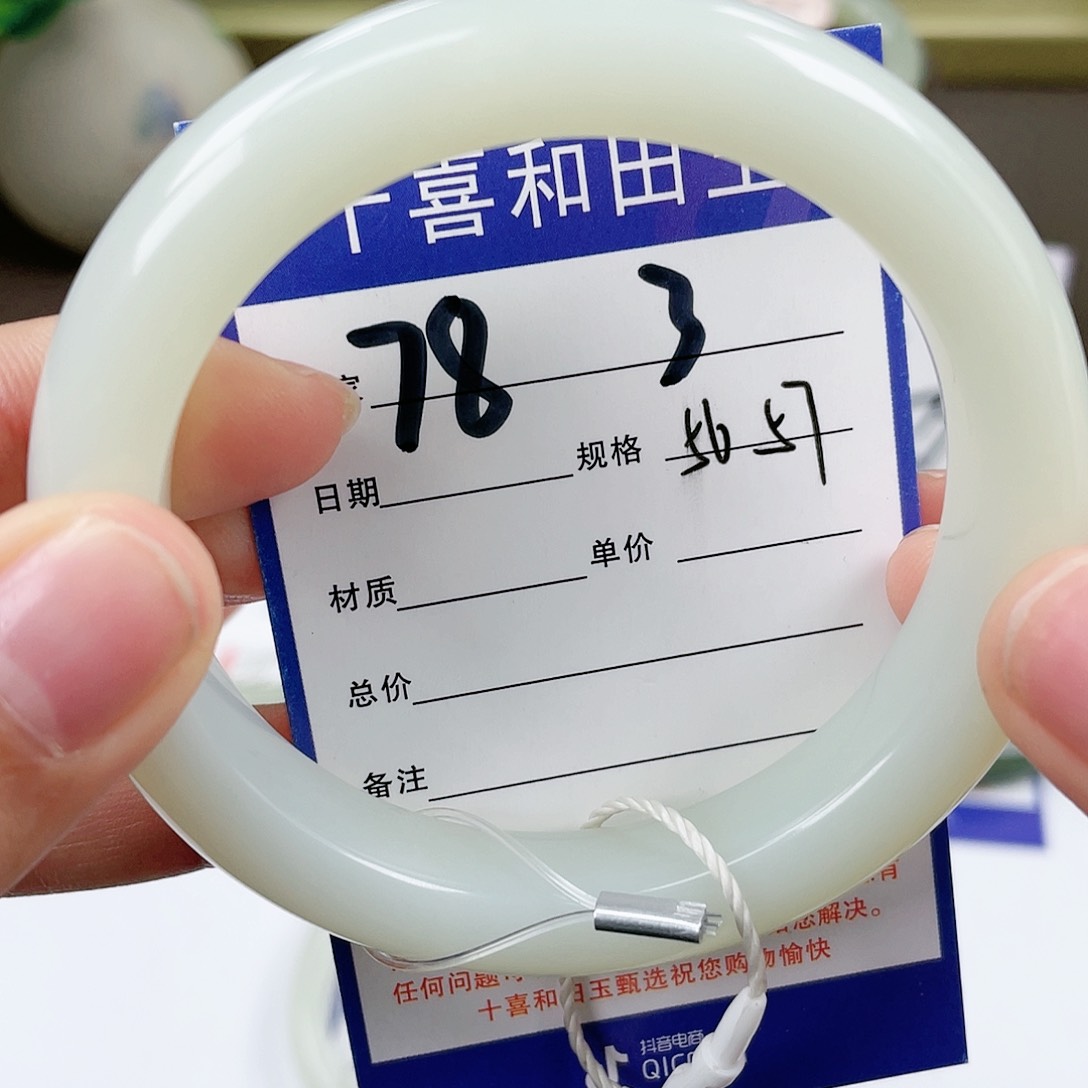 十喜和田玉
78 3
日期 规格 56-57
材质 单价
总价
备注
解决。
任何问题
十喜和田玉甄选祝您购物愉快
抖音电商
QIC